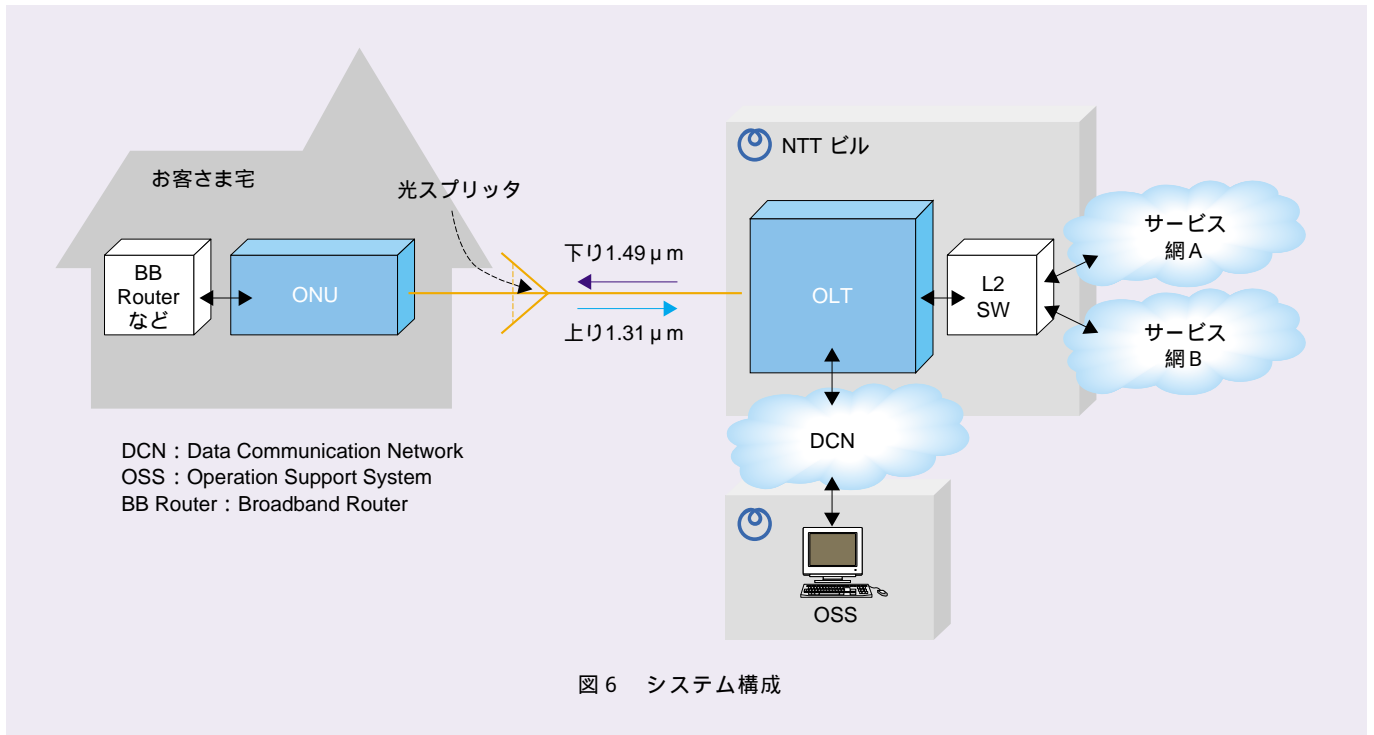 お客さま宅
BB
Router
など
ONU
光スプリッタ
下り1.49μm
上り1.31μm
NTT ビル
OLT
L2
SW
サービス
網A
サービス
網B
DCN
OSS
DCN：Data Communication Network
OSS：Operation Support System
BB Router：Broadband Router
図6 システム構成